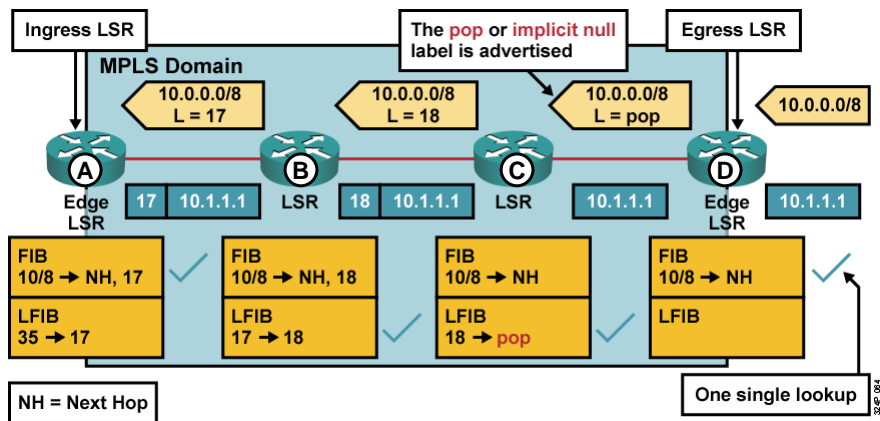 Ingress LSR
The pop or implicit null
label is advertised
Egress LSR
MPLS Domain
10.0.0.0/8
L = 17
10.0.0.0/8
L = 18
10.0.0.0/8
L = pop
10.0.0.0/8
A
B
C
D
Edge
LSR
17 10.1.1.1
LSR
18 10.1.1.1
LSR
10.1.1.1
Edge
LSR
10.1.1.1
FIB
10/8 → NH, 17
FIB
10/8 → NH, 18
FIB
10/8 → NH
FIB
10/8 → NH
LFIB
35 → 17
LFIB
17 → 18
LFIB
18 → pop
LFIB
NH = Next Hop
One single lookup
324P_064